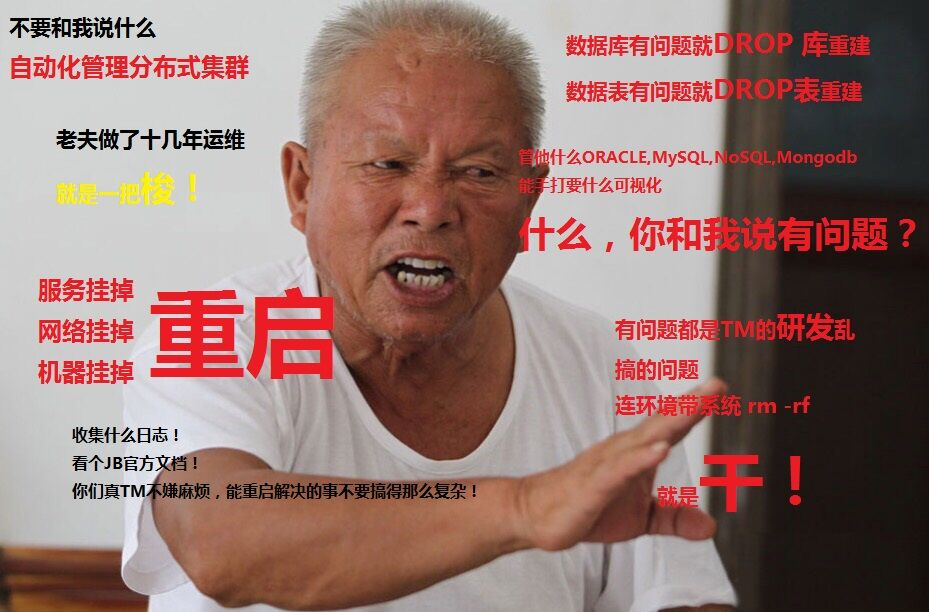 不要和我说什么
自动化管理分布式集群
老夫做了十几年运维
就是一把梭！
服务挂掉
网络挂掉
机器挂掉
重启
收集什么日志！
看个JB官方文档！
你们真TM不嫌麻烦，能重启解决的事不要搞得那么复杂！
数据库有问题就DROP 库重建
数据表有问题就DROP表重建
管他什么ORACLE,MySQL,NoSQL,Mongodb
能手打要什么可视化
什么，你和我说有问题？
有问题都是TM的研发乱
搞的问题
连环境带系统 rm -rf
就是干！